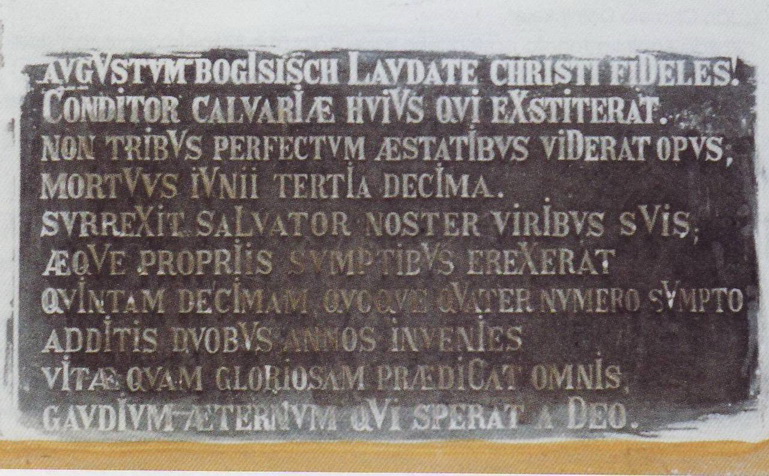 AVGVSTVM BOGISISCH LAVDATE CHRISTI FIDELES!
CONDITOR CALVARIÆ HVIVS QVI EXSTITERAT.
NON TRIBVS PERFECTVM ÆSTATIBVS VIDERAT OPVS;
MORTVVS IVNII TERTIA DECIMA.
SVRREXIT SALVATOR NOSTER VIRIBVS SVIS;
ÆQVE PROPRIIS SVMPTIBVS EREXERAT
QVINTAM DECIMAM QVOQVE QVATER NVMERO SVMPTO
ADDITIS DVOBVS ANNOS INVENIES
VITÆ QVAM GLORIOSAM PRÆDICAT OMNIS,
GAVDIVM ÆTERNVM QVI SPERAT A DEO.